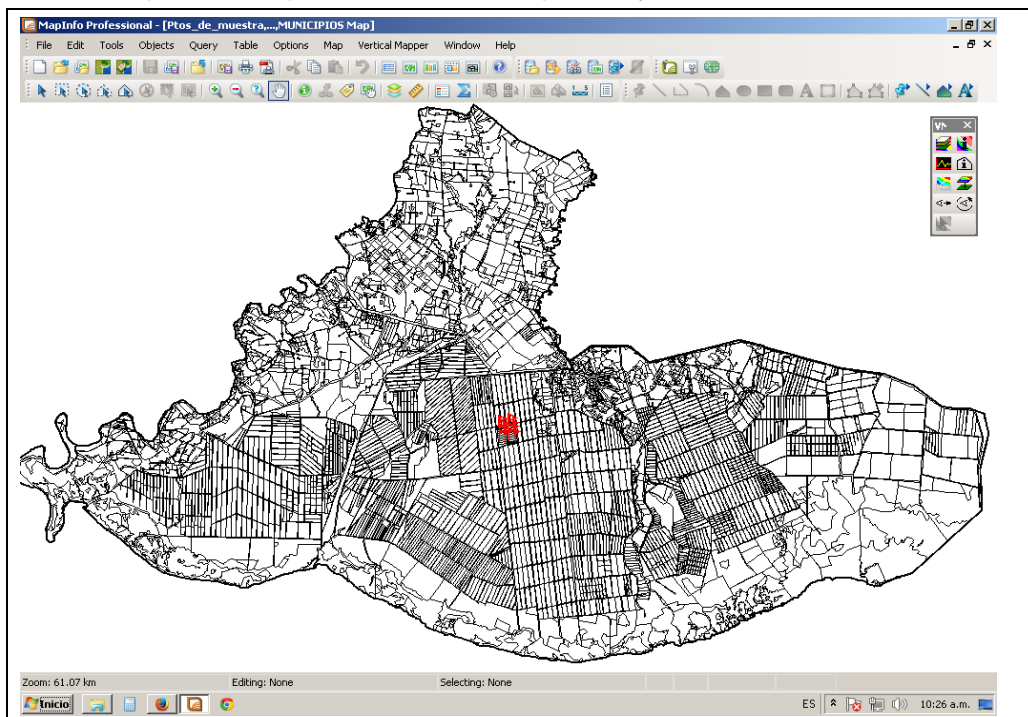 MapInfo Professional - [Ptos_de_muestra,...,MUNICIPIOS Map]
File Edit Tools Objects Query Table Options Map Vertical Mapper Window Help
Zoom: 61.07 km Editing: None Selecting: None
Inicio ES 10:26 a.m.